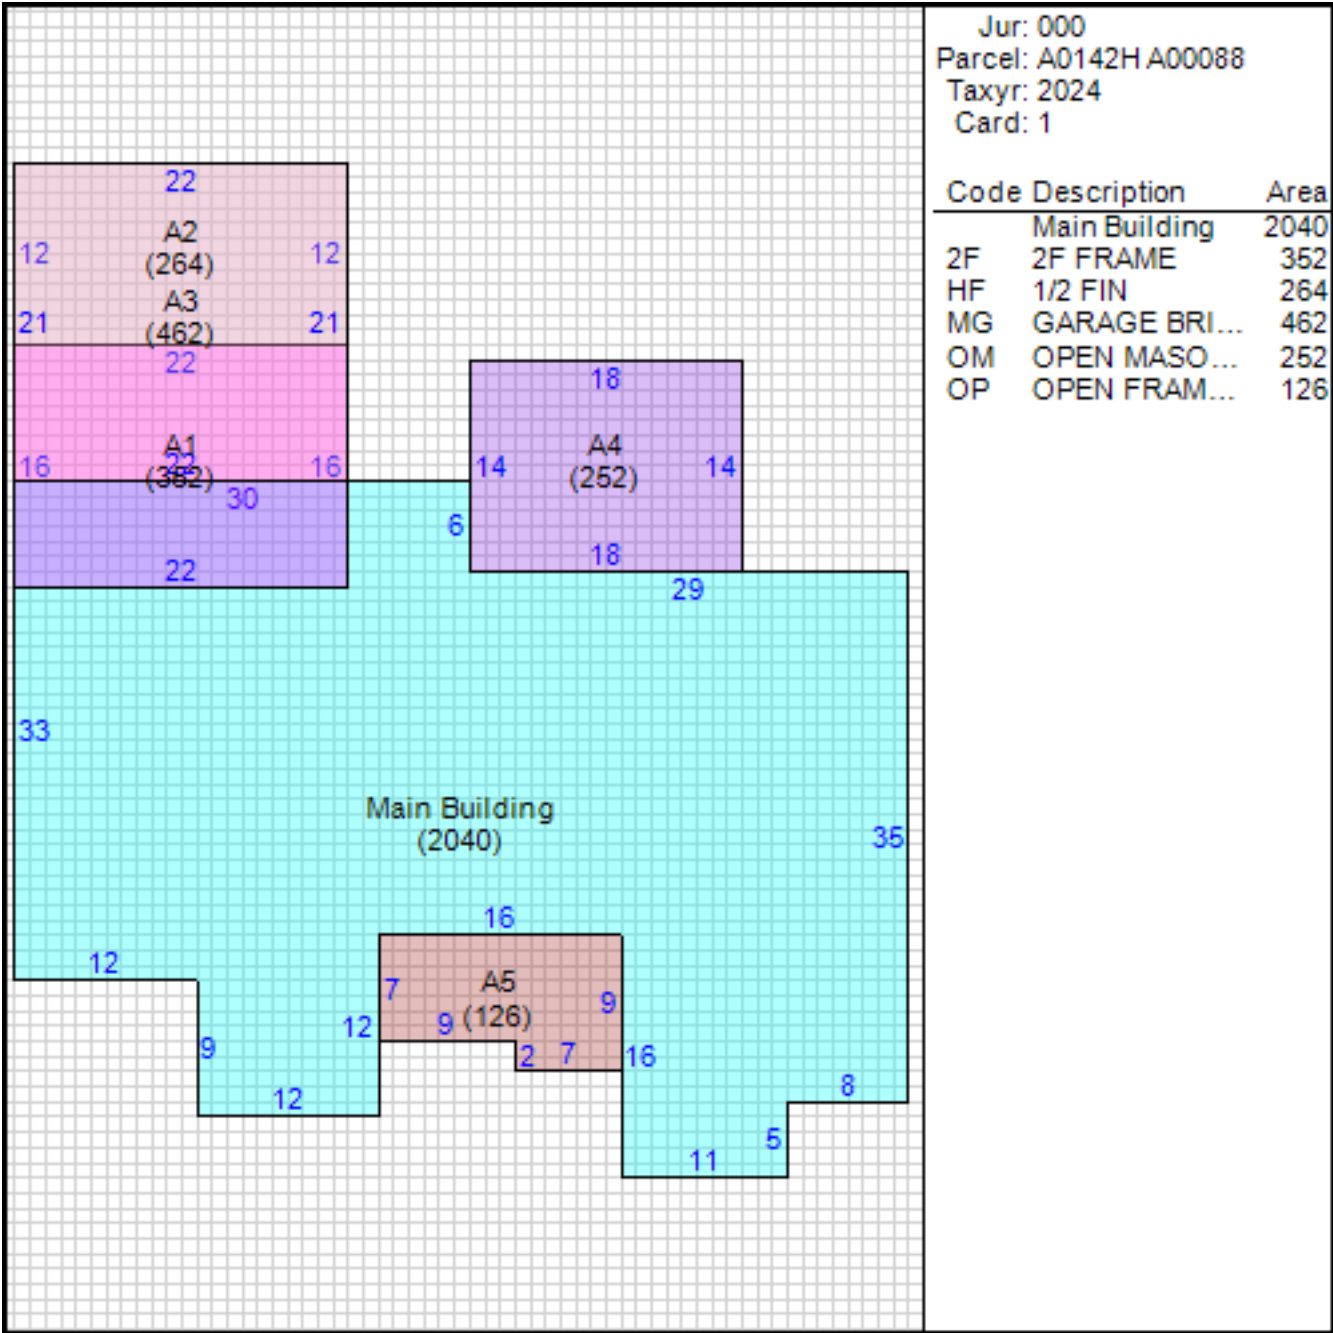 Jur: 000
Parcel: A0142H A00088
Taxyr: 2024
Card: 1
Code Description Area
Main Building 2040
2F 2F FRAME 352
HF 1/2 FIN 264
MG GARAGE BRI... 462
OM OPEN MASO... 252
OP OPEN FRAM... 126
22
A2
12 12
(264)
A3
21 21
(462)
22
18
A1
A4
16 22 16
14 14
(252)
30
6
18
22
29
33
Main Building
(2040)
35
16
12
A5
7 9
(126)
12 9
9
2 7 16
8
12
5
11